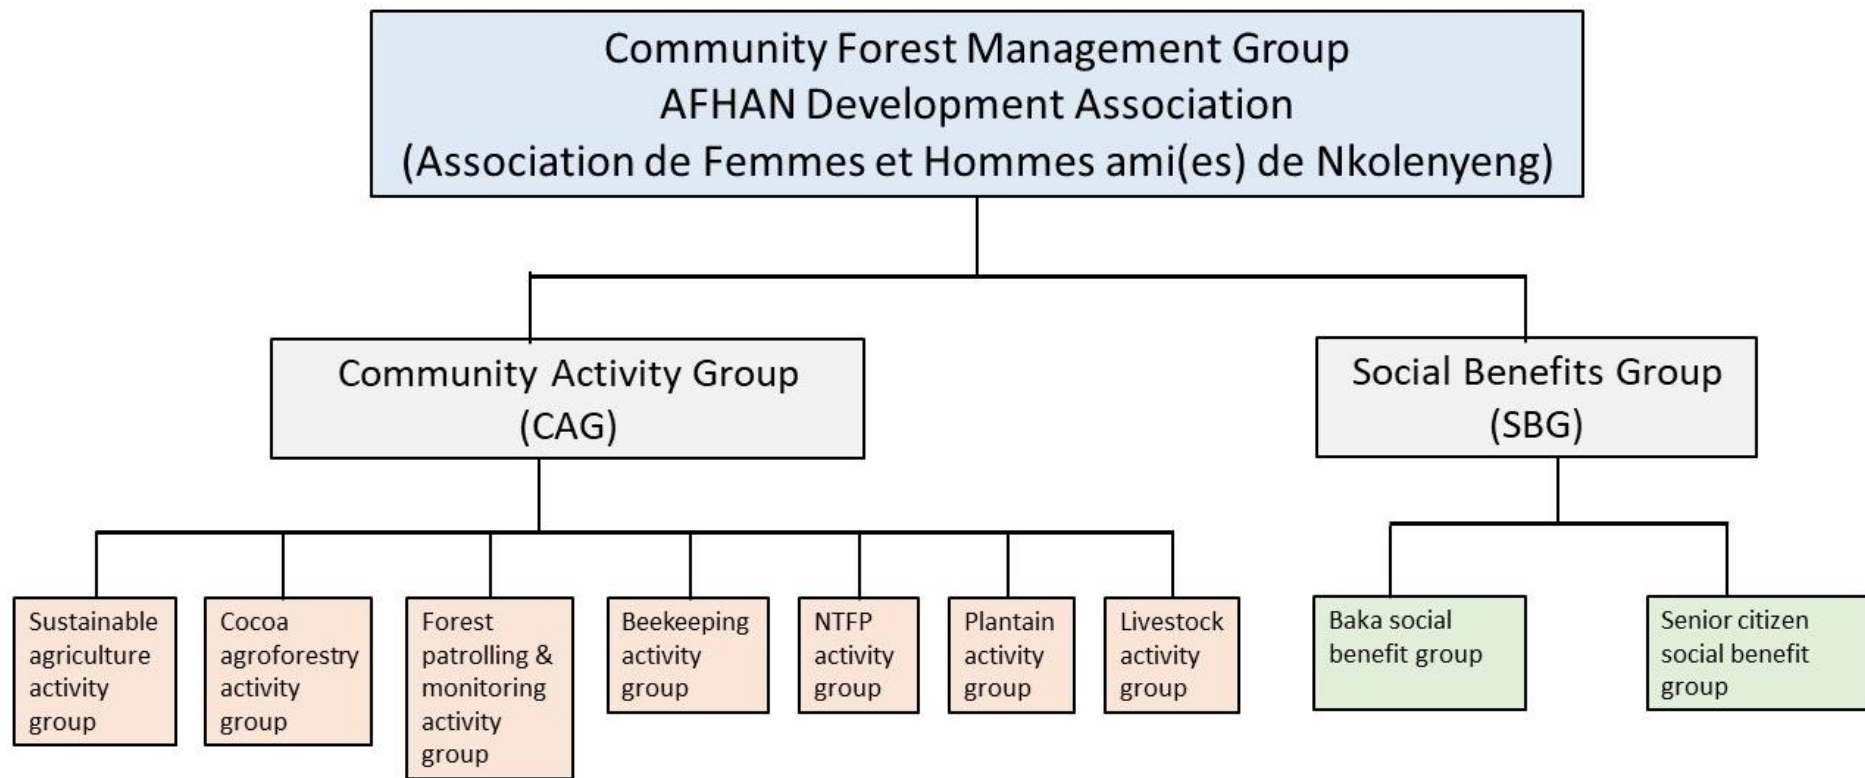 Community Forest Management Group
AFHAN Development Association
(Association de Femmes et Hommes ami(es) de Nkolenyeng)
Community Activity Group
(CAG)
Social Benefits Group
(SBG)
Sustainable
agriculture
activity
group
Cocoa
agroforestry
activity
group
Forest
patrolling &
monitoring
activity
group
Beekeeping
activity
group
NTFP
activity
group
Plantain
activity
group
Livestock
activity
group
Baka social
benefit group
Senior citizen
social benefit
group